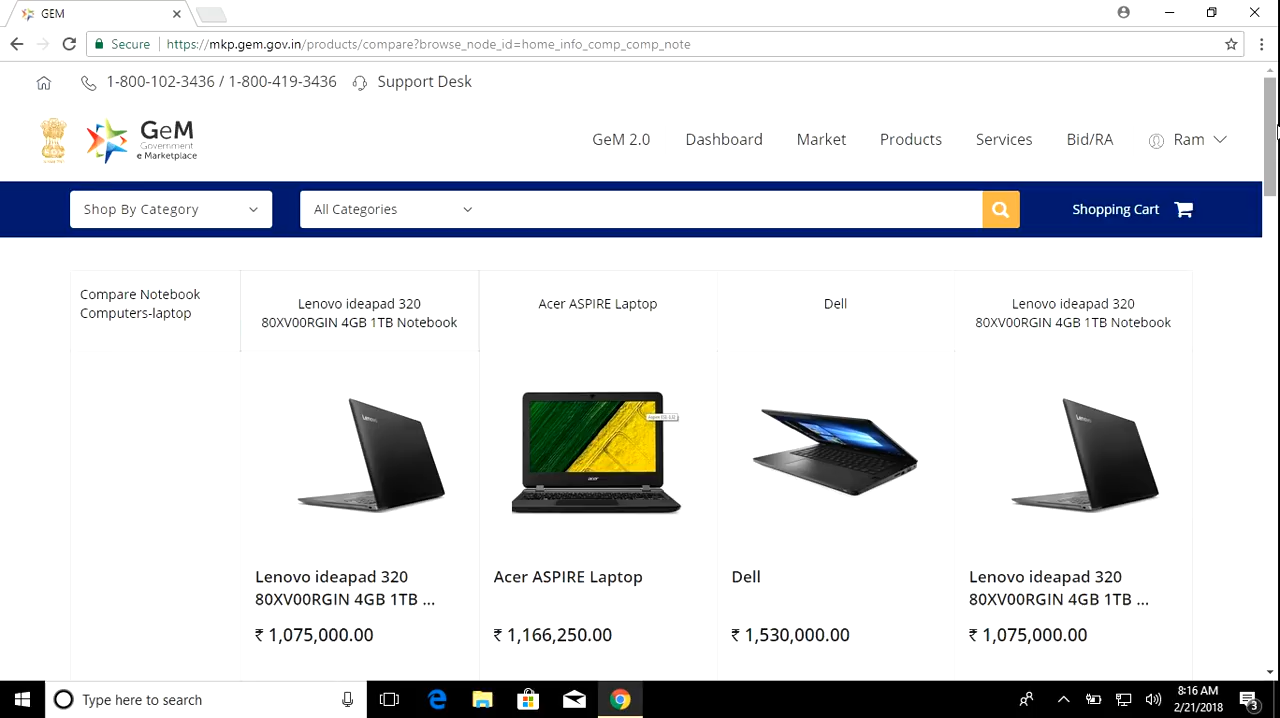 GEM
Secure https://mkp.gem.gov.in/products/compare?browse_node_id=home_info_comp_comp_note
1-800-102-3436 / 1-800-419-3436 Support Desk
GeM
Government
e Marketplace
GeM 2.0 Dashboard Market Products Services Bid/RA Ram
Shop By Category All Categories Shopping Cart
Compare Notebook
Computers-laptop
Lenovo ideapad 320
80XV00RGIN 4GB 1TB Notebook
Acer ASPIRE Laptop
Dell
Lenovo ideapad 320
80XV00RGIN 4GB 1TB Notebook
Lenovo
acer
Lenovo
Lenovo ideapad 320
80XV00RGIN 4GB 1TB ...
₹ 1,075,000.00
Acer ASPIRE Laptop
₹ 1,166,250.00
Dell
₹ 1,530,000.00
Lenovo ideapad 320
80XV00RGIN 4GB 1TB ...
₹ 1,075,000.00
Type here to search
8:16 AM
2/21/2018
3